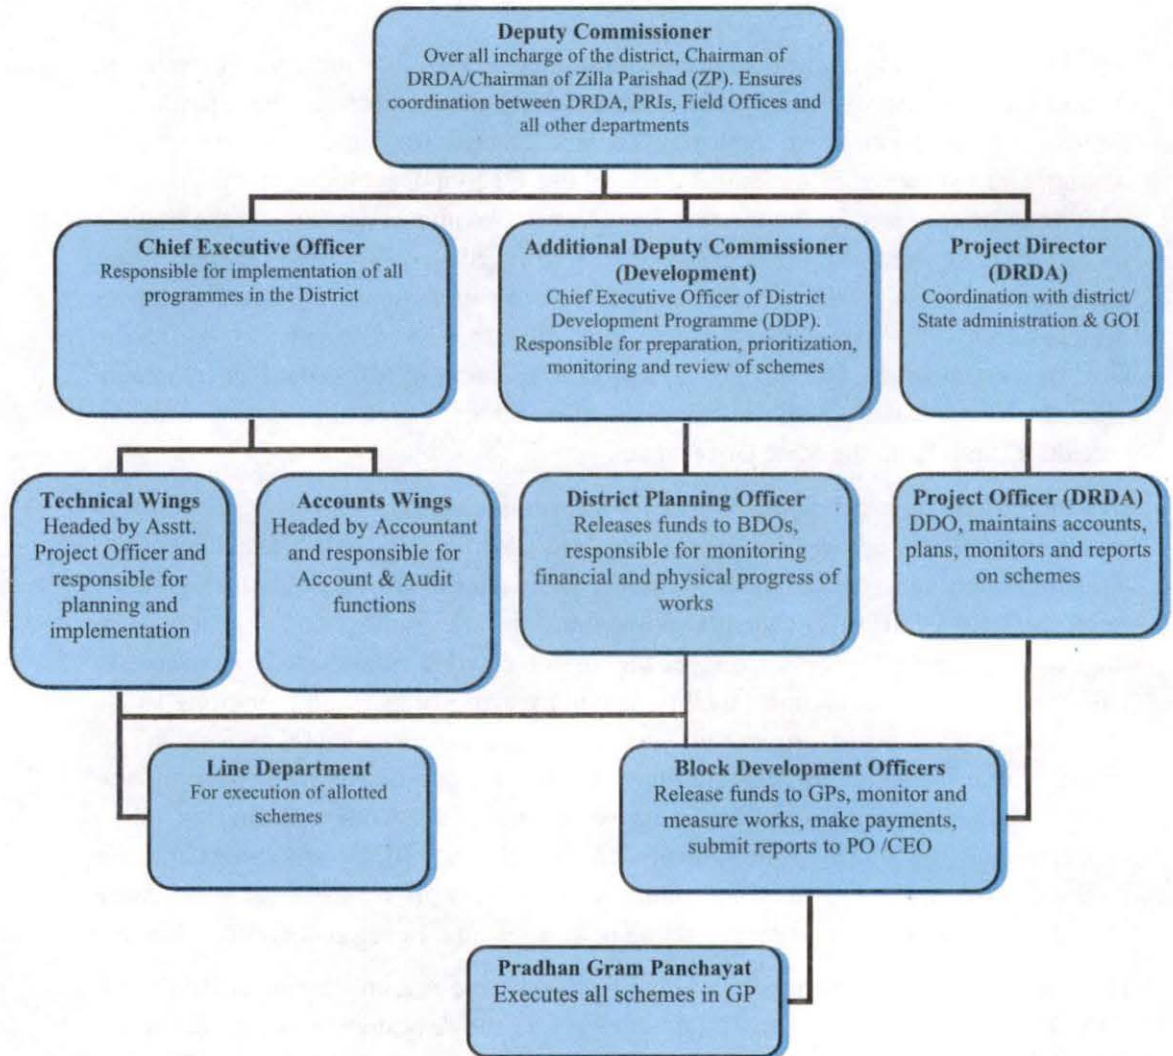 Deputy Commissioner
Over all incharge of the district, Chairman of
DRDA/Chairman of Zilla Parishad (ZP). Ensures
coordination between DRDA, PRIs, Field Offices and
all other departments
Chief Executive Officer
Responsible for implementation of all
programmes in the District
Additional Deputy Commissioner
(Development)
Chief Executive Officer of District
Development Programme (DDP).
Responsible for preparation, prioritization,
monitoring and review of schemes
Project Director
(DRDA)
Coordination with district/
State administration & GOI
Technical Wings
Headed by Asstt.
Project Officer and
responsible for
planning and
implementation
Accounts Wings
Headed by Accountant
and responsible for
Account & Audit
functions
District Planning Officer
Releases funds to BDOs,
responsible for monitoring
financial and physical progress of
works
Project Officer (DRDA)
DDO, maintains accounts,
plans, monitors and reports
on schemes
Line Department
For execution of allotted
schemes
Block Development Officers
Release funds to GPs, monitor and
measure works, make payments,
submit reports to PO /CEO
Pradhan Gram Panchayat
Executes all schemes in GP